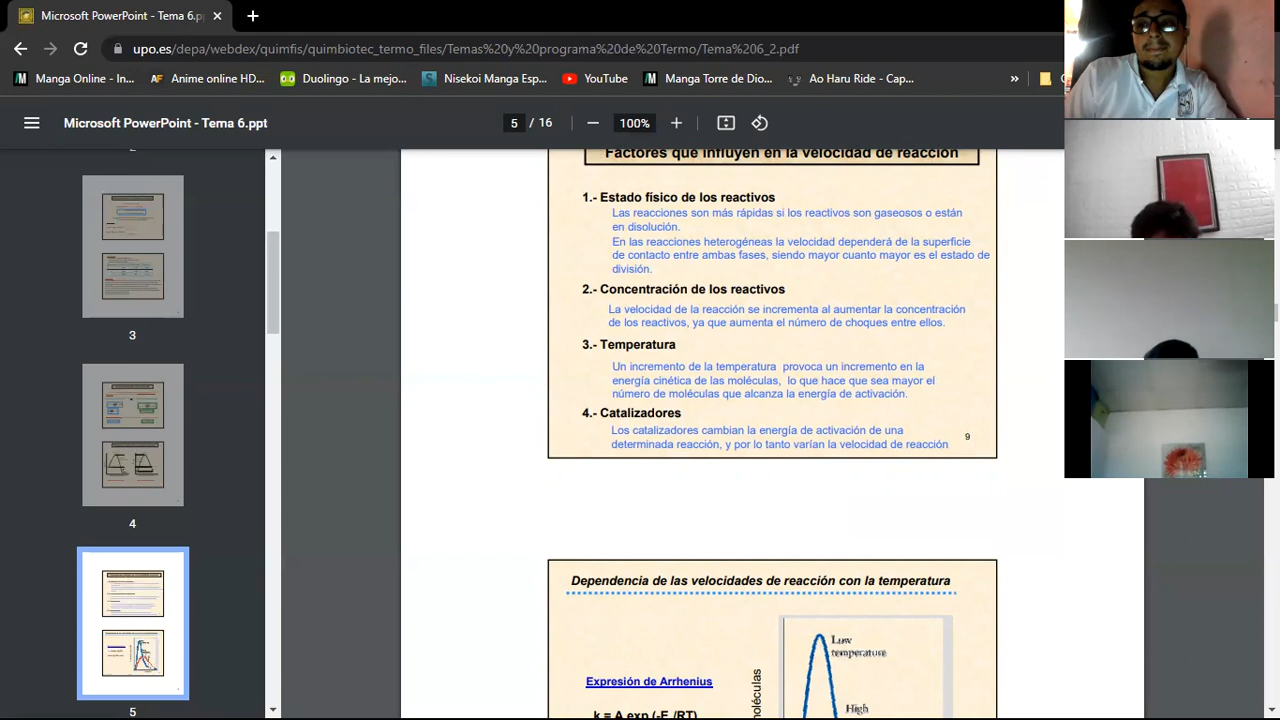 Microsoft PowerPoint - Tema 6.p
upo.es/depa/webdex/quimfis/quimbiotec_termo_files/Temas%20y%20programa%20de%20Termo/Tema%206_2.pdf
Manga Online - In... Anime online HD... Duolingo - La mejo... Nisekoi Manga Esp... YouTube Manga Torre de Dio... Ao Haru Ride - Cap... »
Microsoft PowerPoint - Tema 6.ppt
5 / 16 100%
3
4
5
Factores que influyen en la velocidad de reacción
1.- Estado físico de los reactivos
Las reacciones son más rápidas si los reactivos son gaseosos o están
en disolución.
En las reacciones heterogéneas la velocidad dependerá de la superficie
de contacto entre ambas fases, siendo mayor cuanto mayor es el estado de
división.
2.- Concentración de los reactivos
La velocidad de la reacción se incrementa al aumentar la concentración
de los reactivos, ya que aumenta el número de choques entre ellos.
3.- Temperatura
Un incremento de la temperatura provoca un incremento en la
energía cinética de las moléculas, lo que hace que sea mayor el
número de moléculas que alcanza la energía de activación.
4.- Catalizadores
Los catalizadores cambian la energía de activación de una
determinada reacción, y por lo tanto varían la velocidad de reacción
9
Dependencia de las velocidades de reacción con la temperatura
Low
temperature
Expresión de Arrhenius
High
k = A exp (-E /RT)